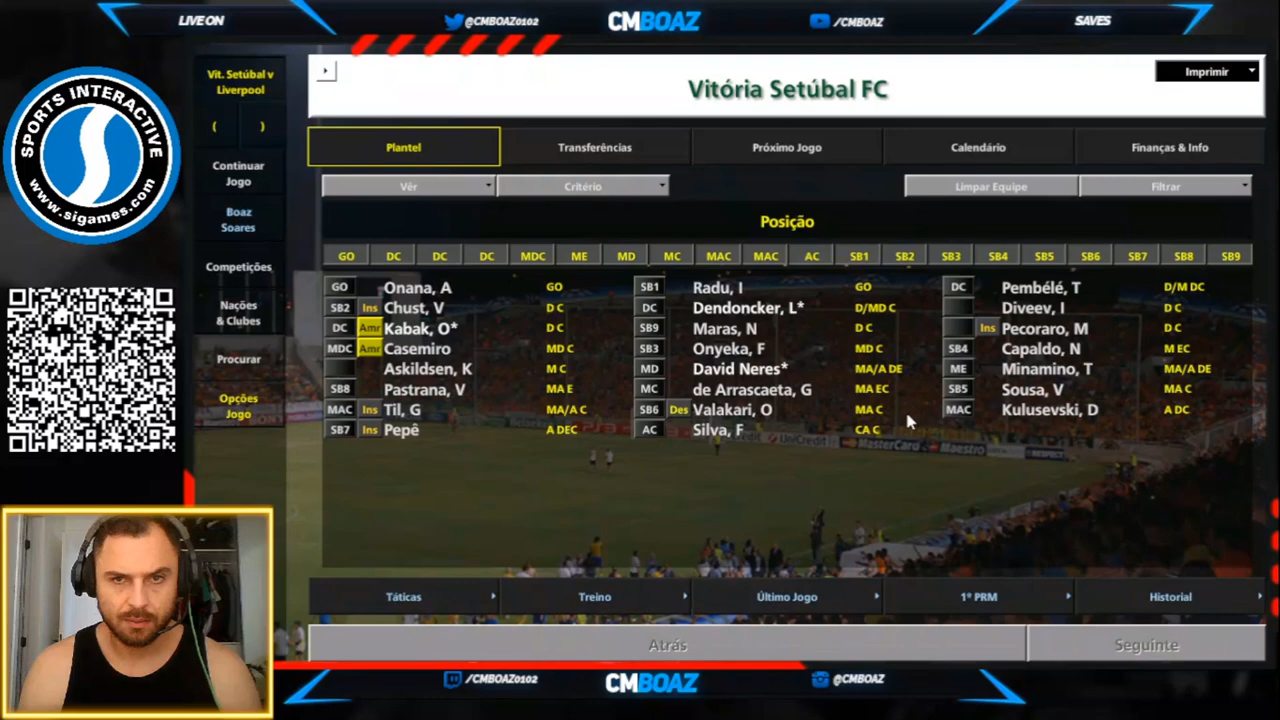 LIVE ON
@CMBOAZ0102
CMBOAZ
/CMBOAZ
SAVES
SPORTS INTERACTIVE
www.sigames.com
Vit. Setúbal v
Liverpool
( )
Continuar
Jogo
Boaz
Soares
Competições
Nações
& Clubes
Procurar
Opções
Jogo
Vitória Setúbal FC
Imprimir
Plantel Transferências Próximo Jogo Calendário Finanças & Info
Vér Critério Limpar Equipe Filtrar
Posição
GO DC DC DC MDC ME MD MC MAC MAC AC SB1 SB2 SB3 SB4 SB5 SB6 SB7 SB8 SB9
GO Onana, A GO SB1 Radu, I GO DC Pembélé, T D/M DC
SB2 Ins Chust, V D C DC Dendoncker, L* D/MD C Diveev, I D C
DC Amr Kabak, O* D C SB9 Maras, N D C Ins Pecoraro, M D C
MDC Amr Casemiro MD C SB3 Onyeka, F MD C SB4 Capaldo, N M EC
Askildsen, K M C MD David Neres* MA/A DE ME Minamino, T MA/A DE
SB8 Pastrana, V MA E MC de Arrascaeta, G MA EC SB5 Sousa, V MA C
MAC Ins Til, G MA/A C SB6 Des Valakari, O MA C MAC Kulusevski, D A DC
SB7 Ins Pepê A DEC AC Silva, F CA C
MasterCard Maestro
Táticas Treino Último Jogo 1º PRM Historial
Atrás Seguinte
/CMBOAZ0102
CMBOAZ
@CMBOAZ